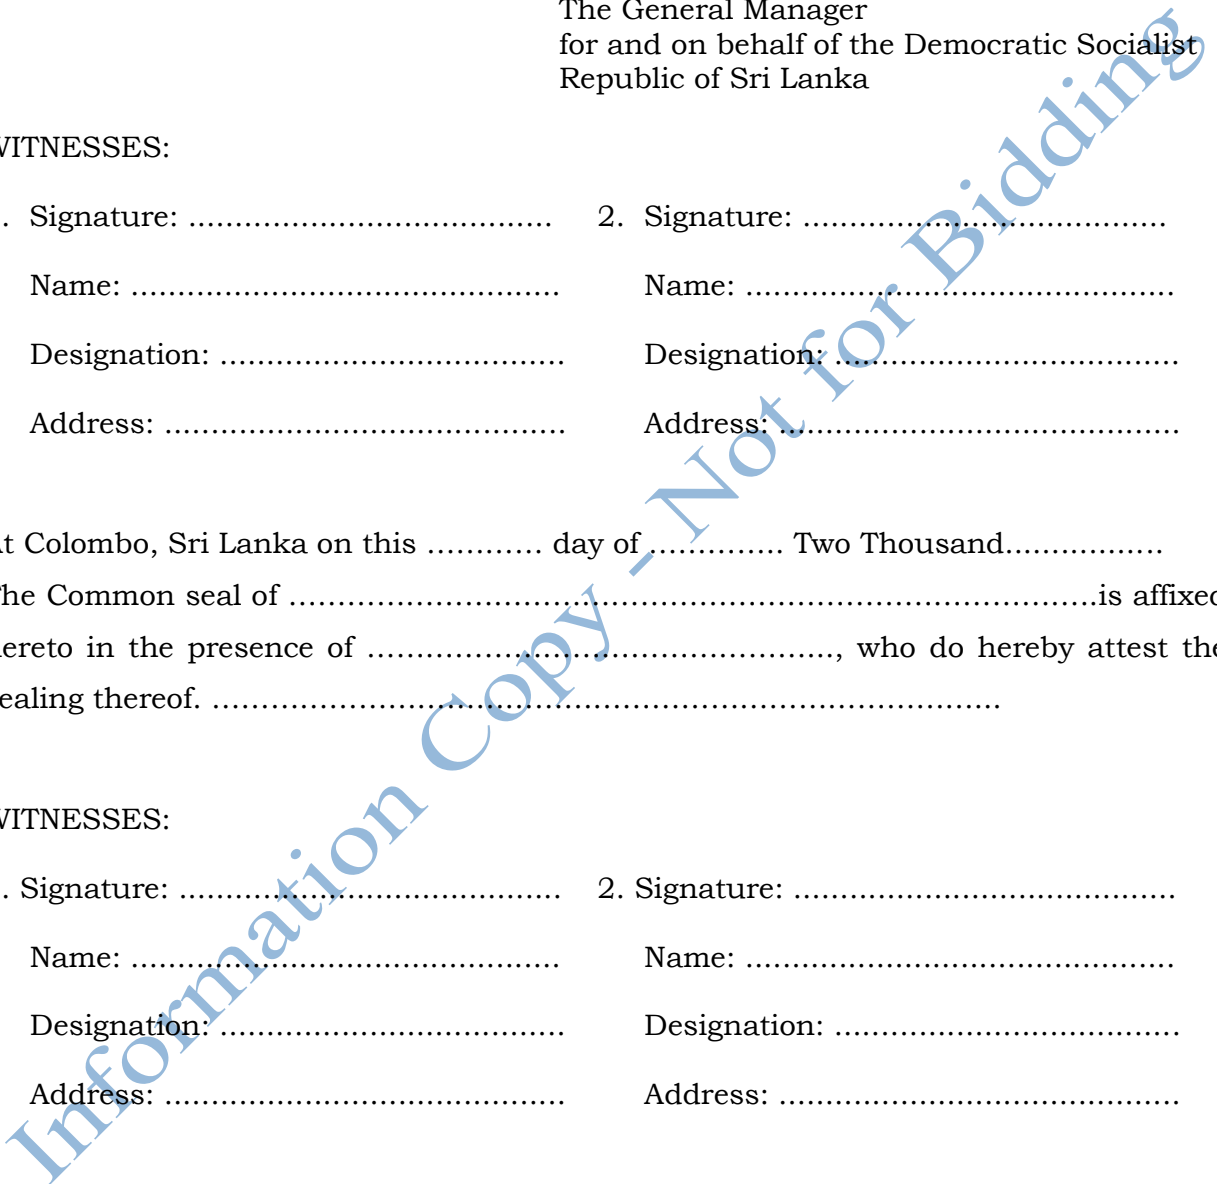 The General Manager
for and on behalf of the Democratic Socialist
Republic of Sri Lanka
WITNESSES:
. Signature: ....................................... 2. Signature: .......................................
Name: .............................................. Name: ..............................................
Designation: ..................................... Designation: .....................................
Address: ........................................... Address: ...........................................
At Colombo, Sri Lanka on this ............ day of .............. Two Thousand.................
The Common seal of .......................................................................................is affixed
hereto in the presence of .................................................., who do hereby attest the
sealing thereof. .....................................................................................
WITNESSES:
. Signature: ......................................... 2. Signature: .........................................
Name: .............................................. Name: ..............................................
Designation: ..................................... Designation: .....................................
Address: ........................................... Address: ...........................................
Information Copy - Not for Bidding